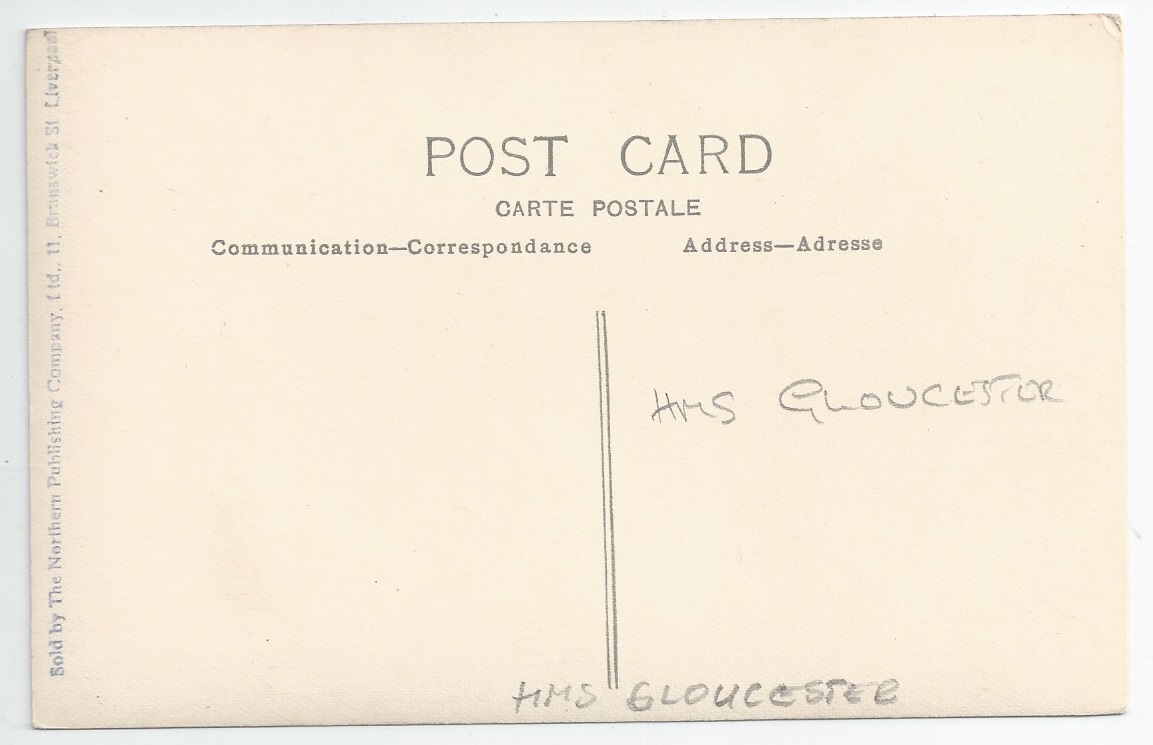 POST CARD
CARTE POSTALE
Communication—Correspondance Address—Adresse
HMS GLOUCESTER
HMS GLOUCESTER
Sold by The Northern Publishing Company, Ltd., 11, Brunswick St Liverpool